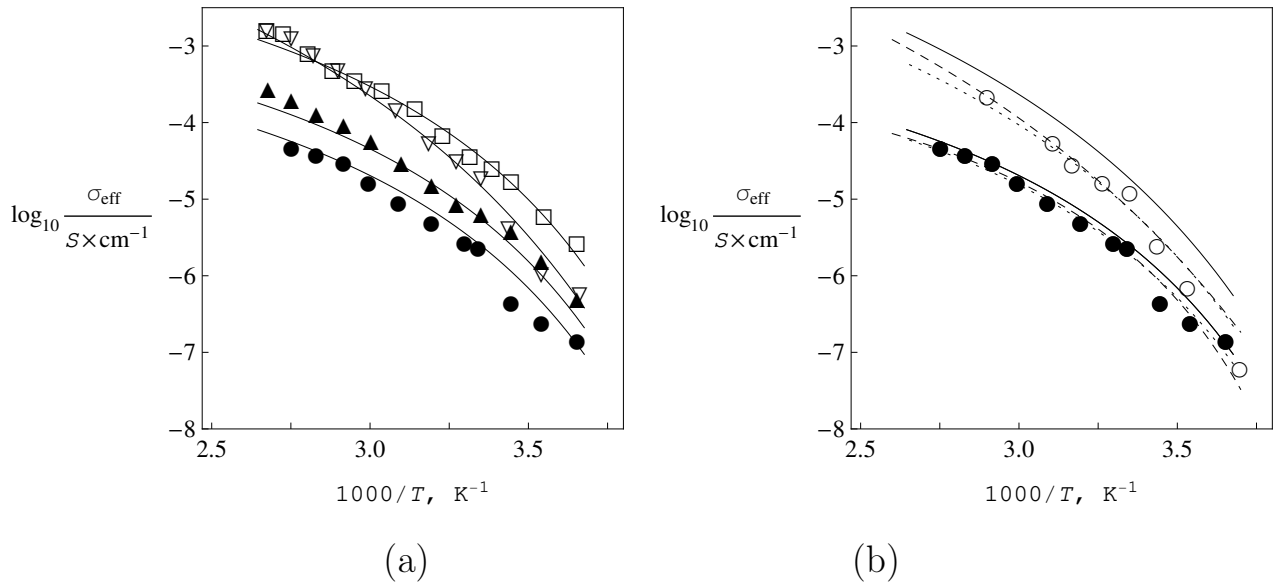 −3
−4
−5
−6
−7
−8
2.5 3.0 3.5
log₁₀ σeff / S×cm⁻¹
1000/T, K⁻¹
(a)
−3
−4
−5
−6
−7
−8
2.5 3.0 3.5
log₁₀ σeff / S×cm⁻¹
1000/T, K⁻¹
(b)